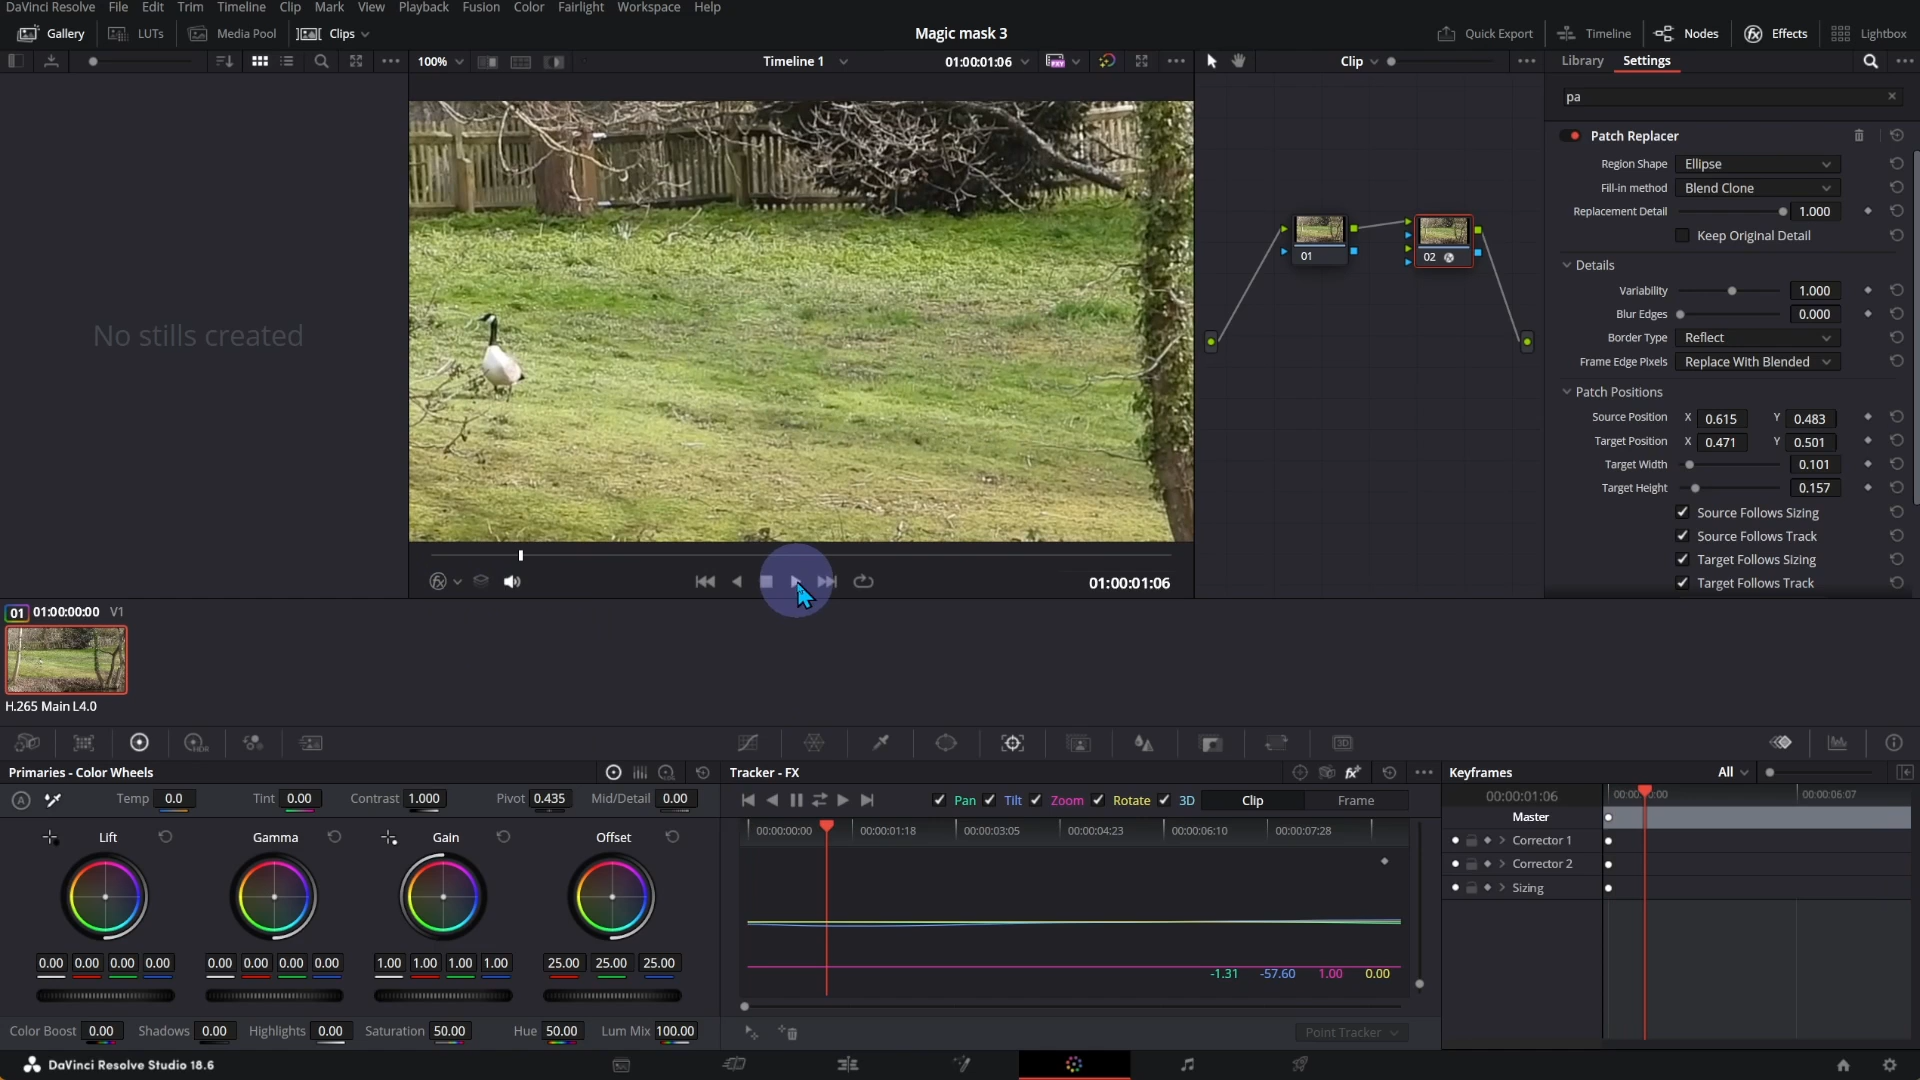 DaVinci Resolve File Edit Trim Timeline Clip Mark View Playback Fusion Color Fairlight Workspace Help
Gallery LUTs Media Pool Clips Magic mask 3 Quick Export Timeline Nodes Effects Lightbox
100% Timeline 1 01:00:01:06 Clip Library Settings
pa
Patch Replacer
Region Shape Ellipse
Fill-in method Blend Clone
Replacement Detail 1.000
Keep Original Detail
Details
Variability 1.000
Blur Edges 0.000
Border Type Reflect
Frame Edge Pixels Replace With Blended
Patch Positions
Source Position X 0.615 Y 0.483
Target Position X 0.471 Y 0.501
Target Width 0.101
Target Height 0.157
Source Follows Sizing
Source Follows Track
Target Follows Sizing
Target Follows Track
01
02
No stills created
01:00:01:06
01 01:00:00:00 V1
H.265 Main L4.0
Primaries - Color Wheels
Temp 0.0 Tint 0.00 Contrast 1.000 Pivot 0.435 Mid/Detail 0.00
Lift Gamma Gain Offset
0.00 0.00 0.00 0.00 0.00 0.00 0.00 0.00 1.00 1.00 1.00 1.00 25.00 25.00 25.00
Color Boost 0.00 Shadows 0.00 Highlights 0.00 Saturation 50.00 Hue 50.00 Lum Mix 100.00
Tracker - FX
Pan Tilt Zoom Rotate 3D Clip Frame
00:00:00:00 00:00:01:18 00:00:03:05 00:00:04:23 00:00:06:10 00:00:07:28
-1.31 -57.60 1.00 0.00
Point Tracker
Keyframes All
00:00:01:06 00:00:06:07
Master
Corrector 1
Corrector 2
Sizing
DaVinci Resolve Studio 18.6